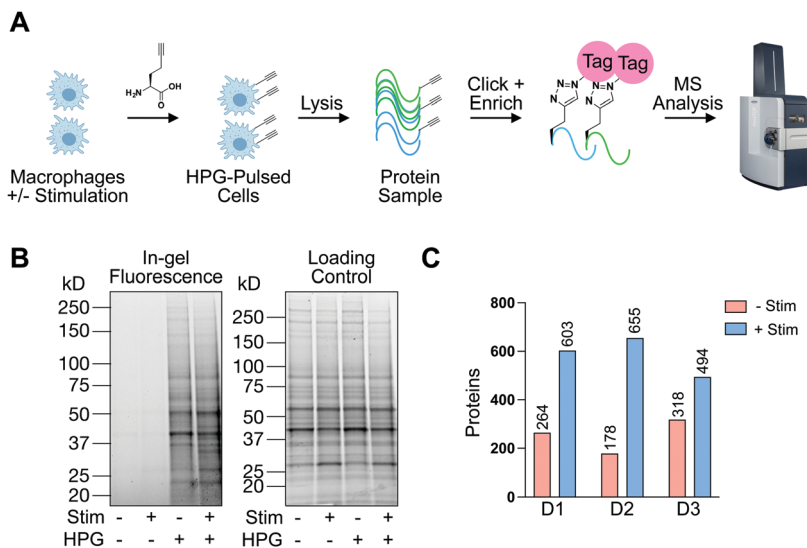 A
H₂N
OH
O
Lysis
Click +
Enrich
N=N
N
N=N
N
Tag Tag
MS
Analysis
Macrophages
+/- Stimulation
HPG-Pulsed
Cells
Protein
Sample
B
In-gel
Fluorescence
Loading
Control
kD
250
150
100
75
50
37
25
20
kD
250
150
100
75
50
37
25
20
Stim - + - + - + - +
HPG - - + + - - + +
C
Proteins
800
600
400
200
0
264
603
178
655
318
494
D1 D2 D3
- Stim
+ Stim